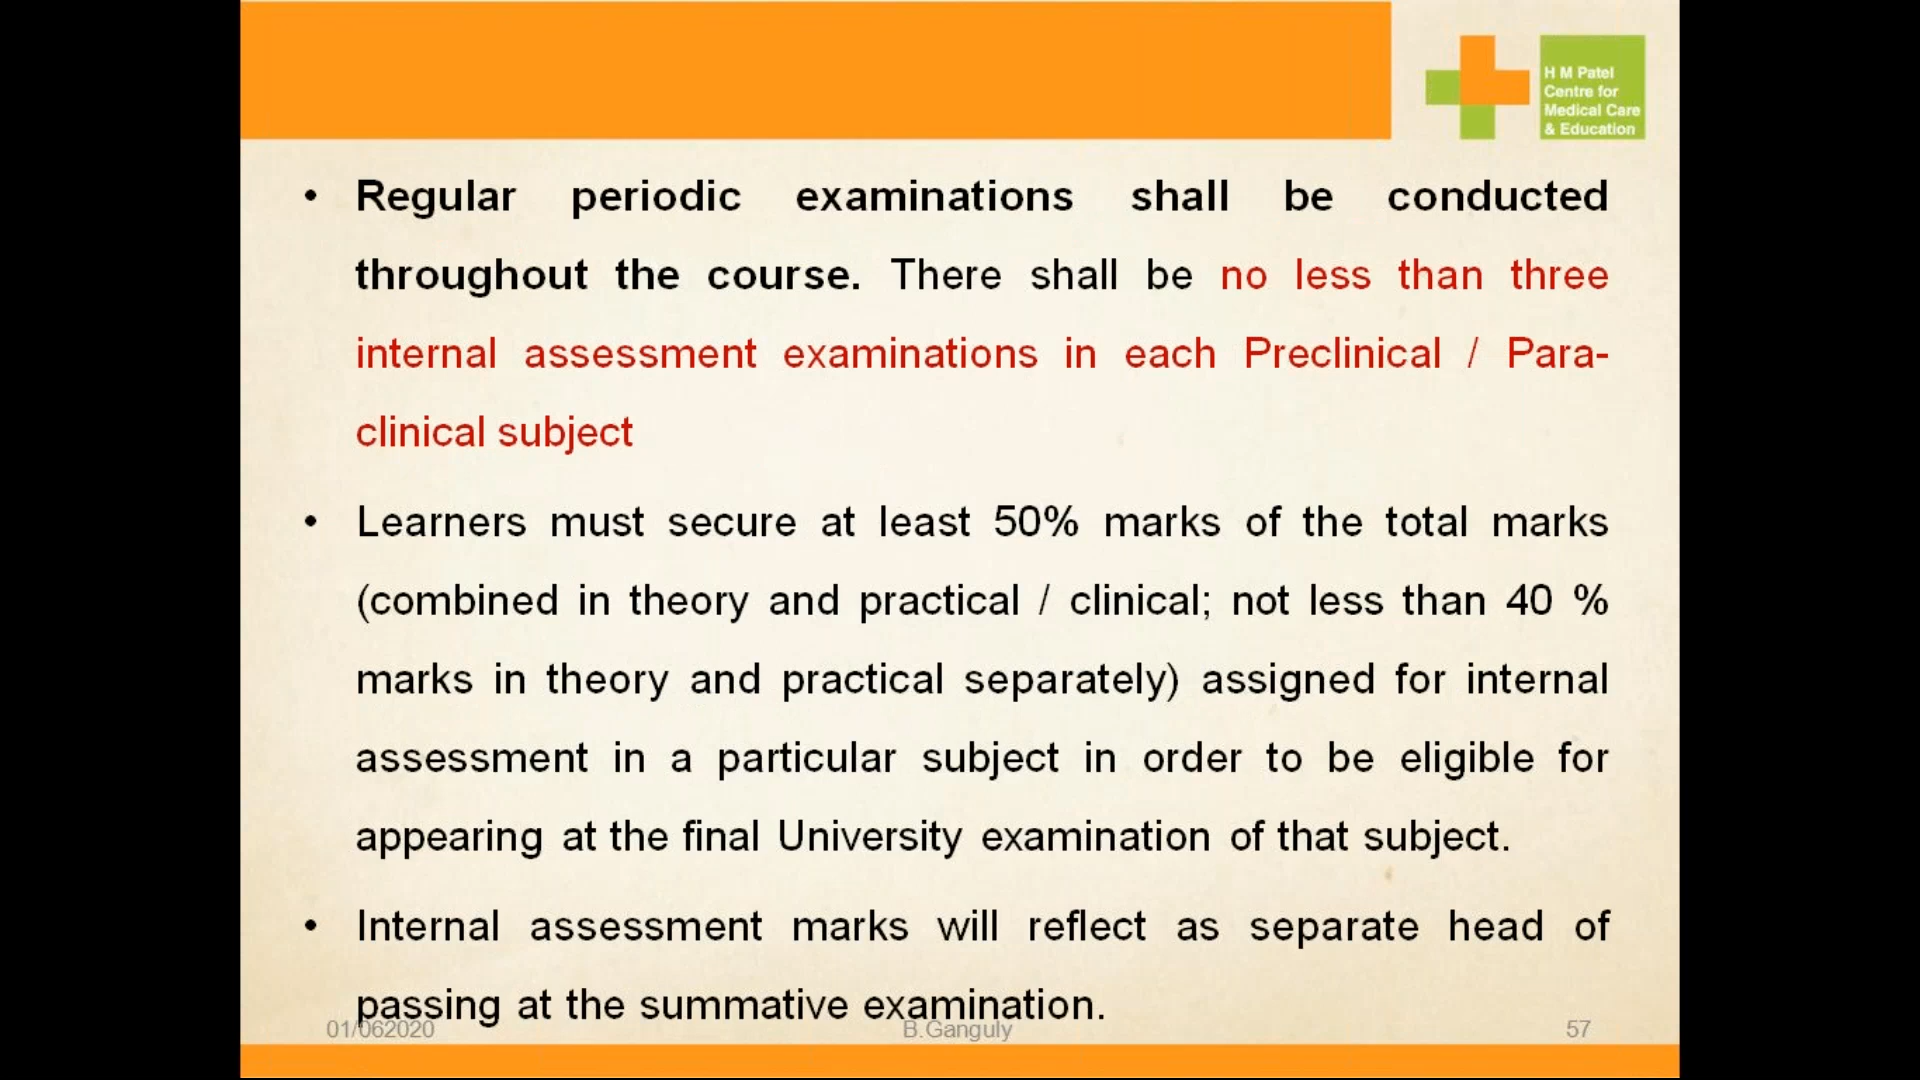 H M Patel
Centre for
Medical Care
& Education
• Regular periodic examinations shall be conducted
throughout the course. There shall be no less than three
internal assessment examinations in each Preclinical / Para-
clinical subject
• Learners must secure at least 50% marks of the total marks
(combined in theory and practical / clinical; not less than 40 %
marks in theory and practical separately) assigned for internal
assessment in a particular subject in order to be eligible for
appearing at the final University examination of that subject.
• Internal assessment marks will reflect as separate head of
passing at the summative examination.
01/062020 B.Ganguly 57